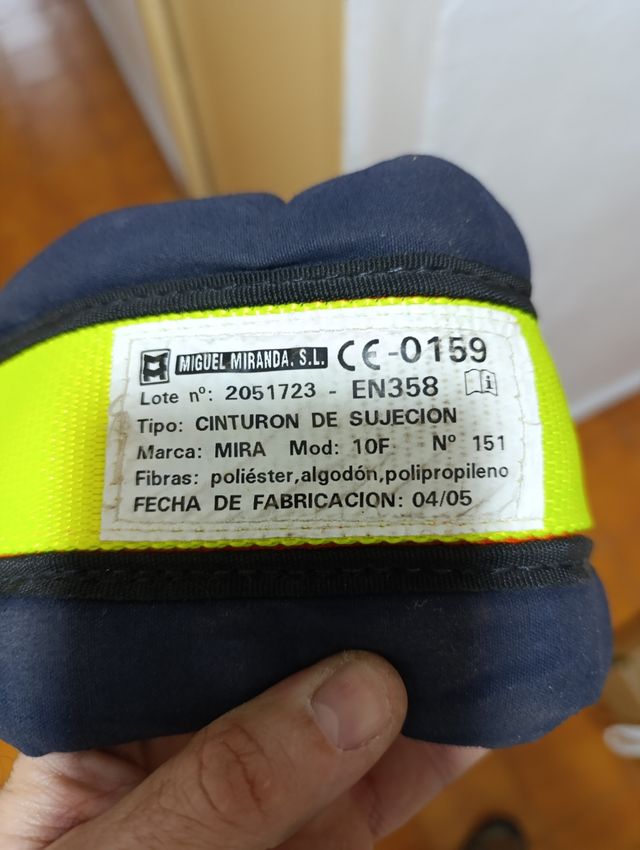 MIGUEL MIRANDA, S.L. CE-0159
Lote nº: 2051723 - EN358
Tipo: CINTURON DE SUJECION
Marca: MIRA Mod: 10F Nº 151
Fibras: poliéster,algodón,polipropileno
FECHA DE FABRICACION: 04/05